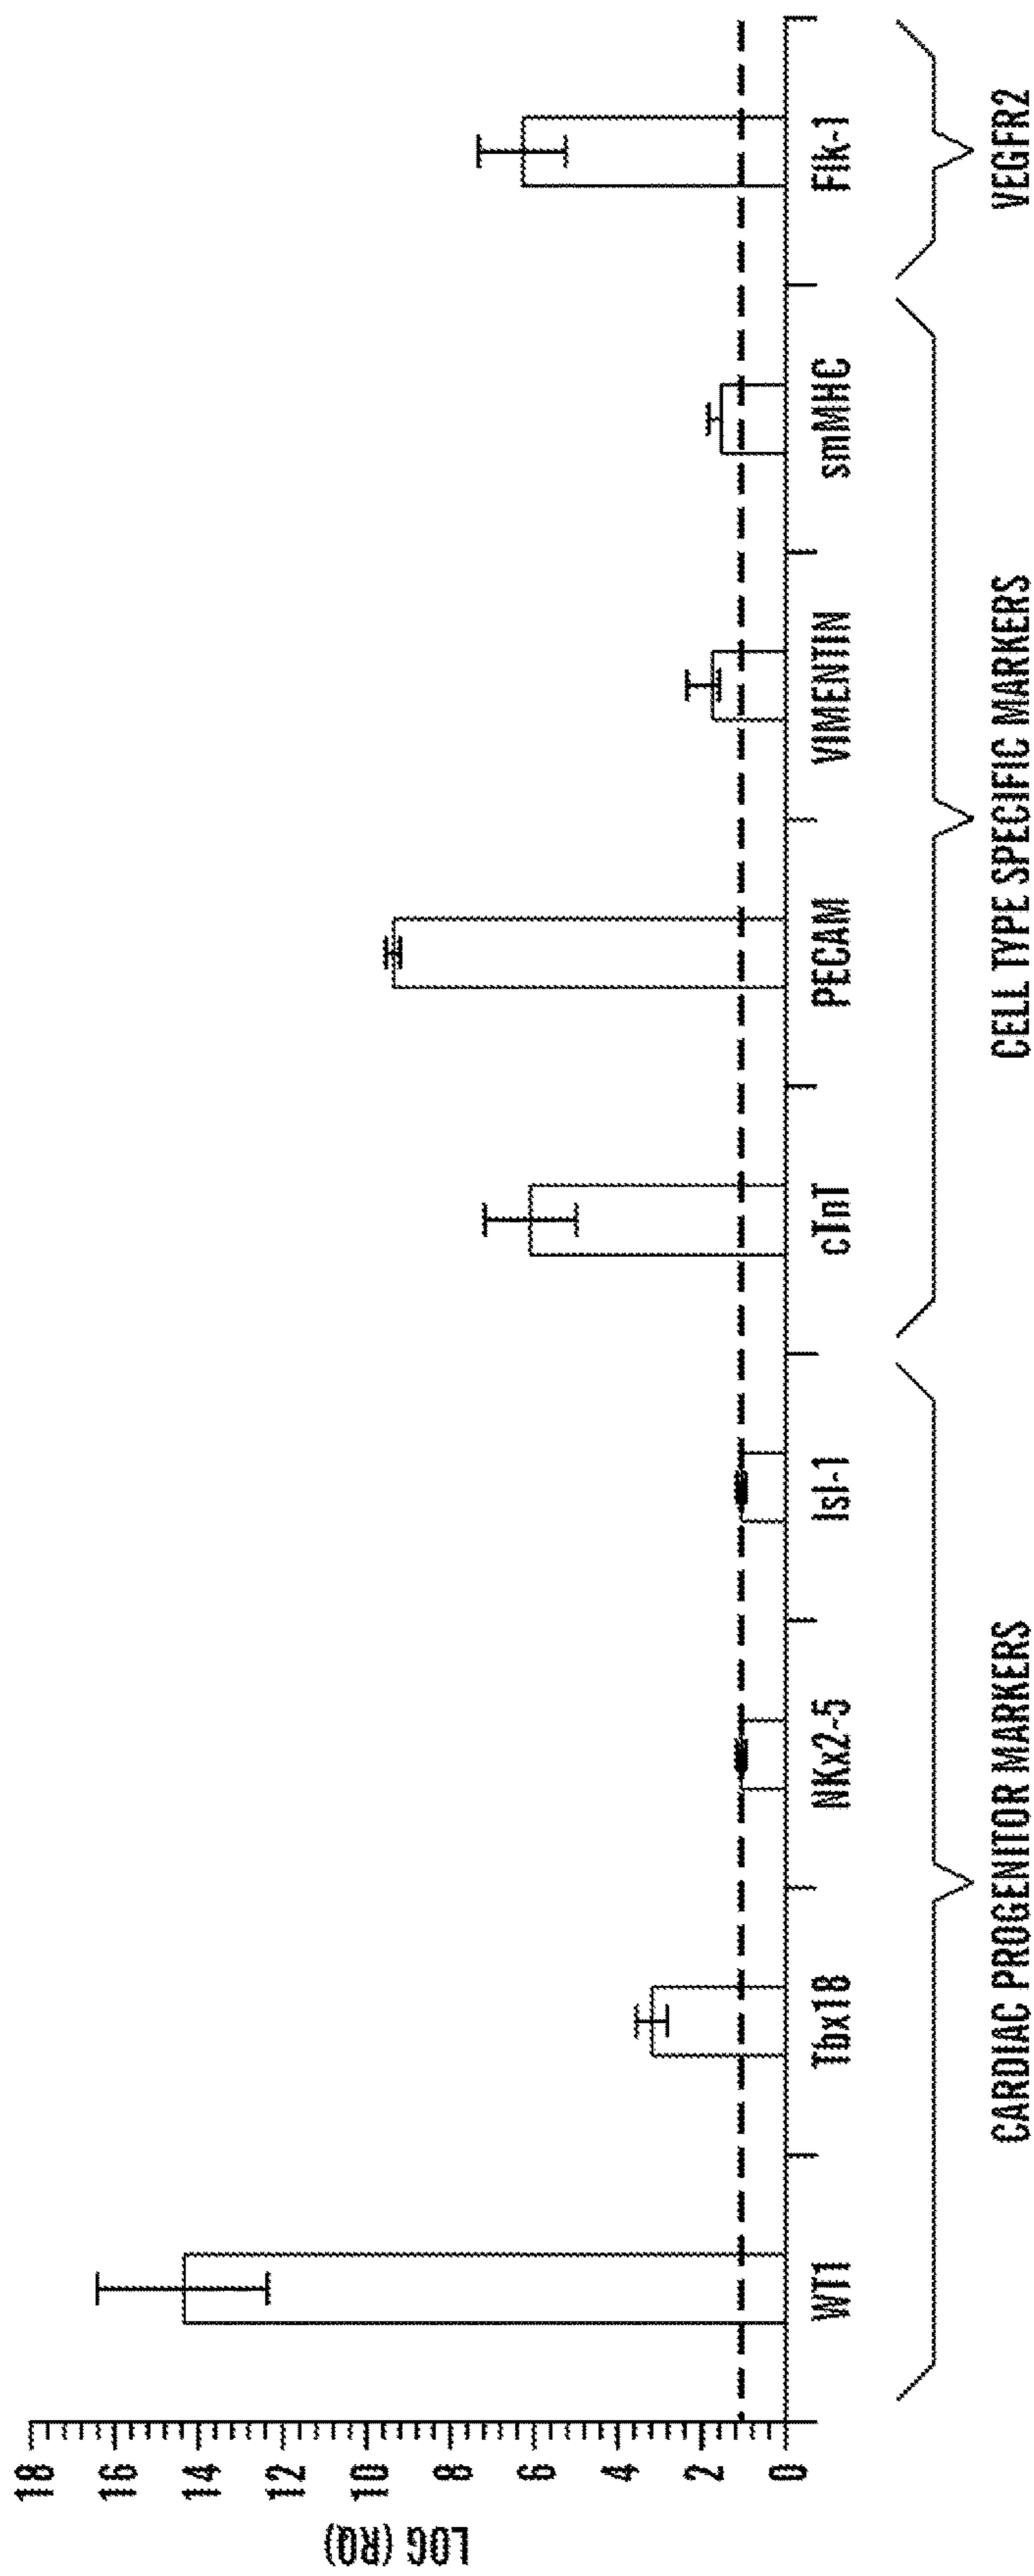 LOG (RQ)
18
16
14
12
10
8
6
4
2
0
WT1
Tbx18
NKx2-5
Isl-1
cTnT
PECAM
VIMENTIN
smMHC
Flk-1
CARDIAC PROGENITOR MARKERS
CELL TYPE SPECIFIC MARKERS
VEGFR2